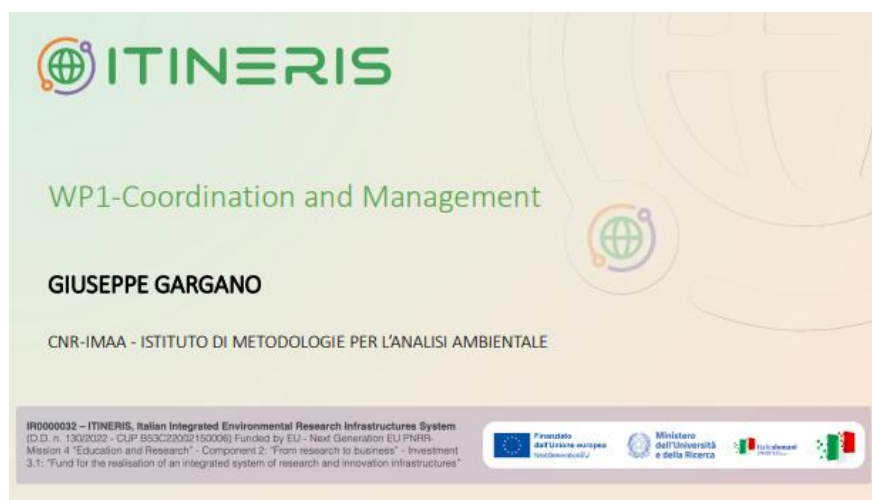 ITINERIS
WP1-Coordination and Management
GIUSEPPE GARGANO
CNR-IMAA - ISTITUTO DI METODOLOGIE PER L'ANALISI AMBIENTALE
IR0000032 – ITINERIS, Italian Integrated Environmental Research Infrastructures System
(D.D. n. 130/2022 - CUP B53C22002150006) Funded by EU - Next Generation EU PNRR-
Mission 4 "Education and Research" - Component 2: "From research to business" - Investment
3.1: "Fund for the realisation of an integrated system of research and innovation infrastructures"
Finanziato
dall'Unione europea
NextGenerationEU
Ministero
dell'Università
e della Ricerca
Italiadomani